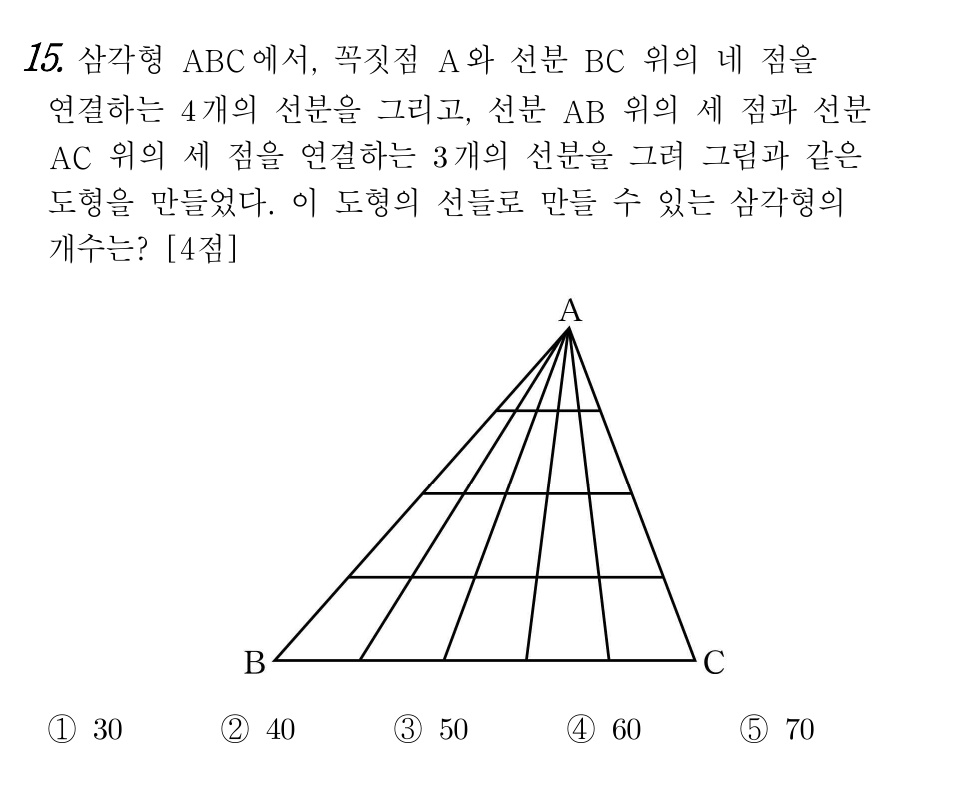 15. 삼각형 ABC에서, 꼭짓점 A와 선분 BC 위의 네 점을
연결하는 4개의 선분을 그리고, 선분 AB 위의 세 점과 선분
AC 위의 세 점을 연결하는 3개의 선분을 그려 그림과 같은
도형을 만들었다. 이 도형의 선들로 만들 수 있는 삼각형의
개수는? [4점]
A
B
C
① 30 ② 40 ③ 50 ④ 60 ⑤ 70